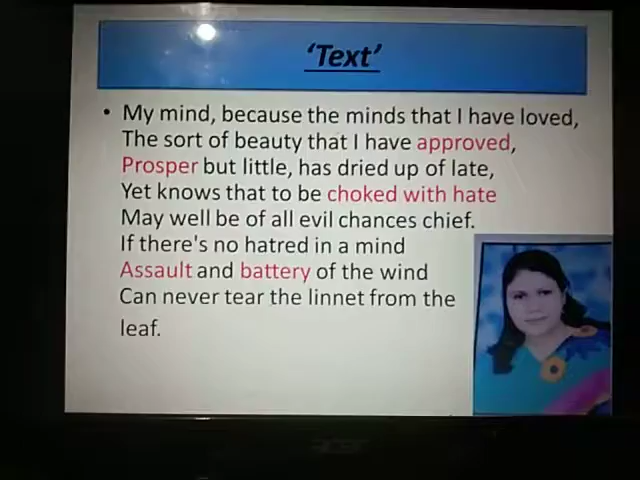 ‘Text’
• My mind, because the minds that I have loved,
The sort of beauty that I have approved,
Prosper but little, has dried up of late,
Yet knows that to be choked with hate
May well be of all evil chances chief.
If there's no hatred in a mind
Assault and battery of the wind
Can never tear the linnet from the
leaf.
acer